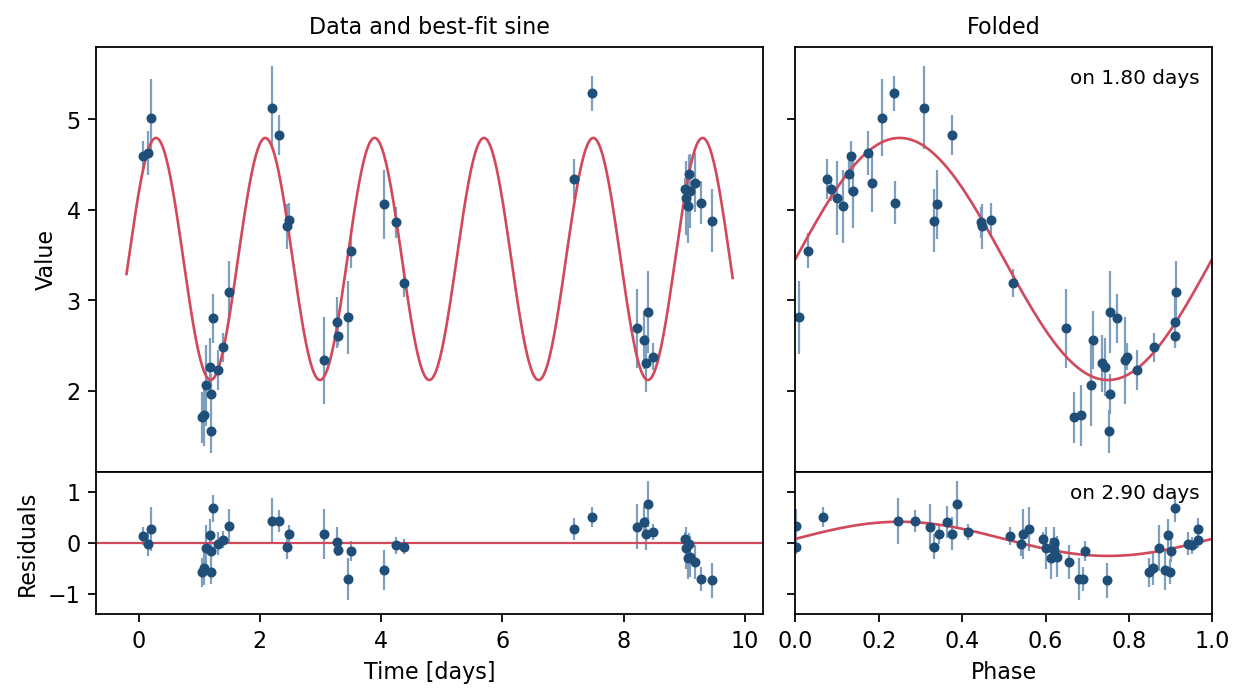 Data and best-fit sine
Folded
on 1.80 days
Value
5
4
3
2
on 2.90 days
Residuals
1
0
−1
0
2
4
6
8
10
0.0
0.2
0.4
0.6
0.8
1.0
Time [days]
Phase